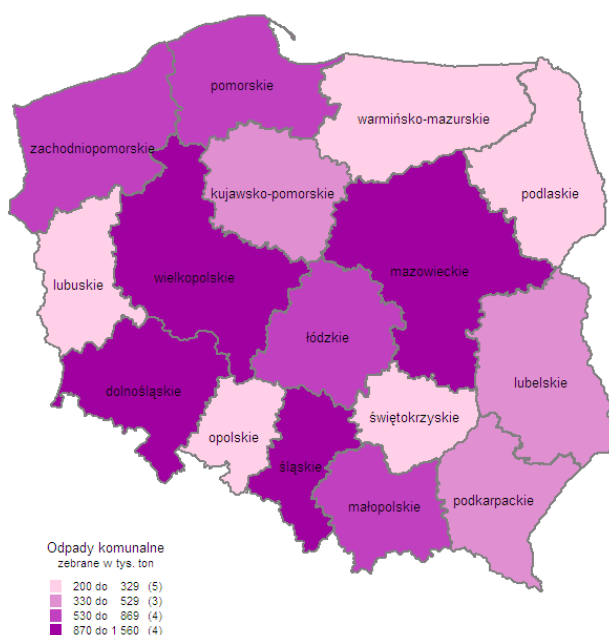 pomorskie
warmińsko-mazurskie
zachodniopomorskie
podlaskie
kujawsko-pomorskie
mazowieckie
wielkopolskie
lubuskie
łódzkie
lubelskie
dolnośląskie
świętokrzyskie
opolskie
śląskie
podkarpackie
małopolskie
Odpady komunalne
zebrane w tys. ton
200 do 329 (5)
330 do 529 (3)
530 do 869 (4)
870 do 1 560 (4)